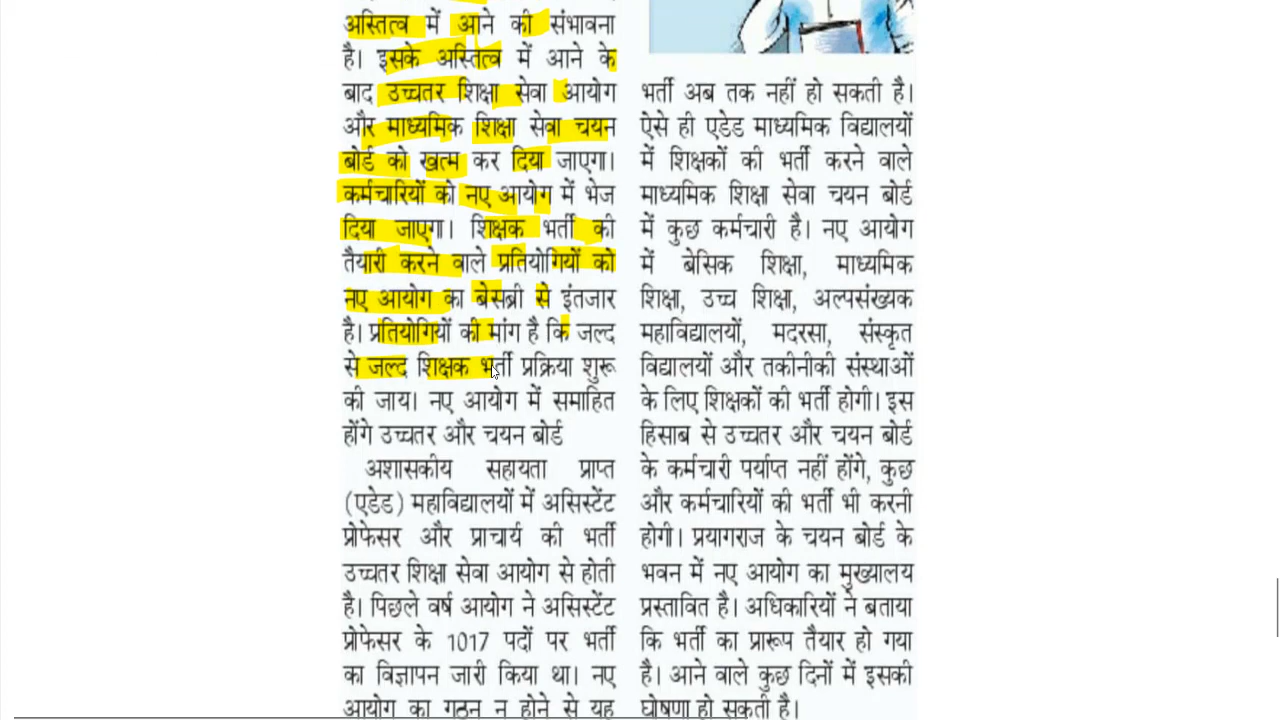 अस्तित्व में आने की संभावना
है। इसके अस्तित्व में आने के
बाद उच्चतर शिक्षा सेवा आयोग
और माध्यमिक शिक्षा सेवा चयन
बोर्ड को खत्म कर दिया जाएगा।
कर्मचारियों को नए आयोग में भेज
दिया जाएगा। शिक्षक भर्ती की
तैयारी करने वाले प्रतियोगियों को
नए आयोग का बेसब्री से इंतजार
है। प्रतियोगियों की मांग है कि जल्द
से जल्द शिक्षक भर्ती प्रक्रिया शुरू
की जाय। नए आयोग में समाहित
होंगे उच्चतर और चयन बोर्ड
अशासकीय सहायता प्राप्त
(एडेड) महाविद्यालयों में असिस्टेंट
प्रोफेसर और प्राचार्य की भर्ती
उच्चतर शिक्षा सेवा आयोग से होती
है। पिछले वर्ष आयोग ने असिस्टेंट
प्रोफेसर के 1017 पदों पर भर्ती
का विज्ञापन जारी किया था। नए
आयोग का गठन न होने से यह
भर्ती अब तक नहीं हो सकती है।
ऐसे ही एडेड माध्यमिक विद्यालयों
में शिक्षकों की भर्ती करने वाले
माध्यमिक शिक्षा सेवा चयन बोर्ड
में कुछ कर्मचारी है। नए आयोग
में बेसिक शिक्षा, माध्यमिक
शिक्षा, उच्च शिक्षा, अल्पसंख्यक
महाविद्यालयों, मदरसा, संस्कृत
विद्यालयों और तकीनीकी संस्थाओं
के लिए शिक्षकों की भर्ती होगी। इस
हिसाब से उच्चतर और चयन बोर्ड
के कर्मचारी पर्याप्त नहीं होंगे, कुछ
और कर्मचारियों की भर्ती भी करनी
होगी। प्रयागराज के चयन बोर्ड के
भवन में नए आयोग का मुख्यालय
प्रस्तावित है। अधिकारियों ने बताया
कि भर्ती का प्रारूप तैयार हो गया
है। आने वाले कुछ दिनों में इसकी
घोषणा हो सकती है।